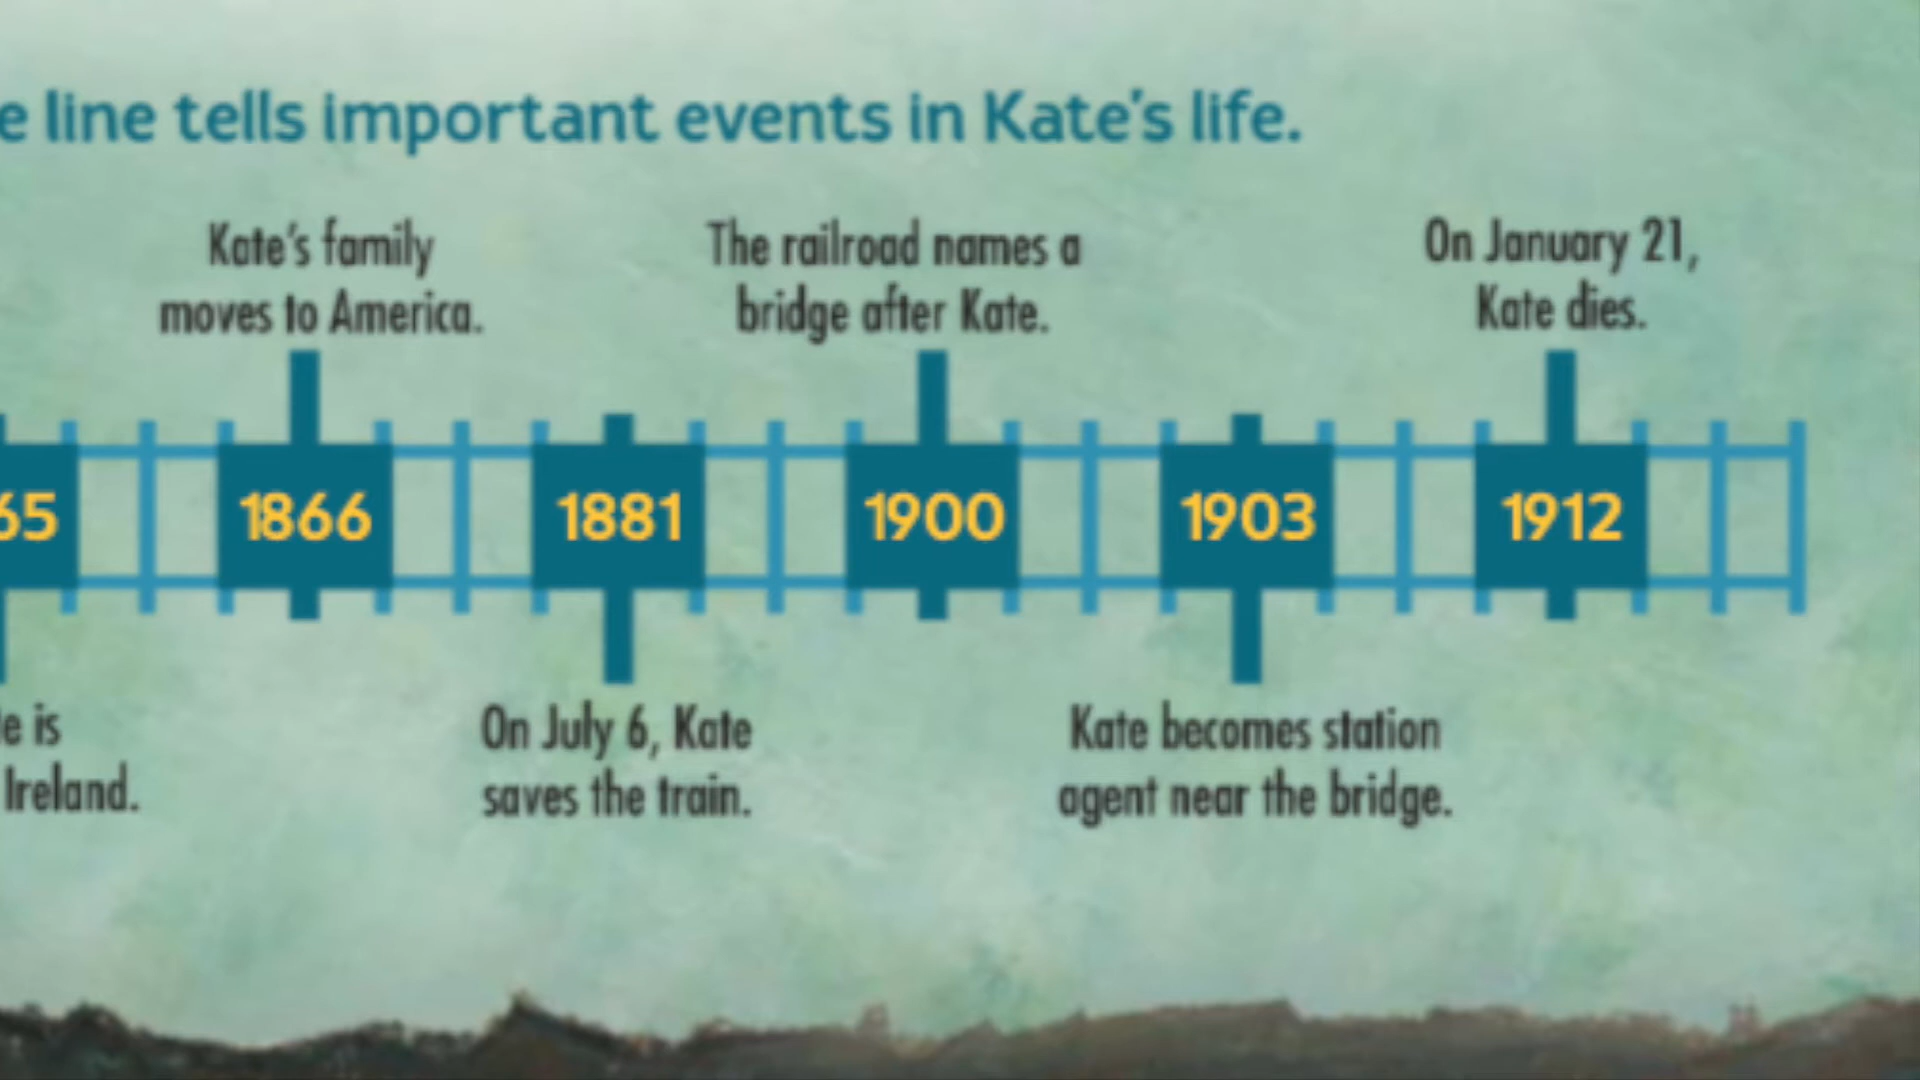 e line tells important events in Kate's life.
Kate's family
moves to America.
The railroad names a
bridge after Kate.
On January 21,
Kate dies.
65
1866
1881
1900
1903
1912
e is
Ireland.
On July 6, Kate
saves the train.
Kate becomes station
agent near the bridge.